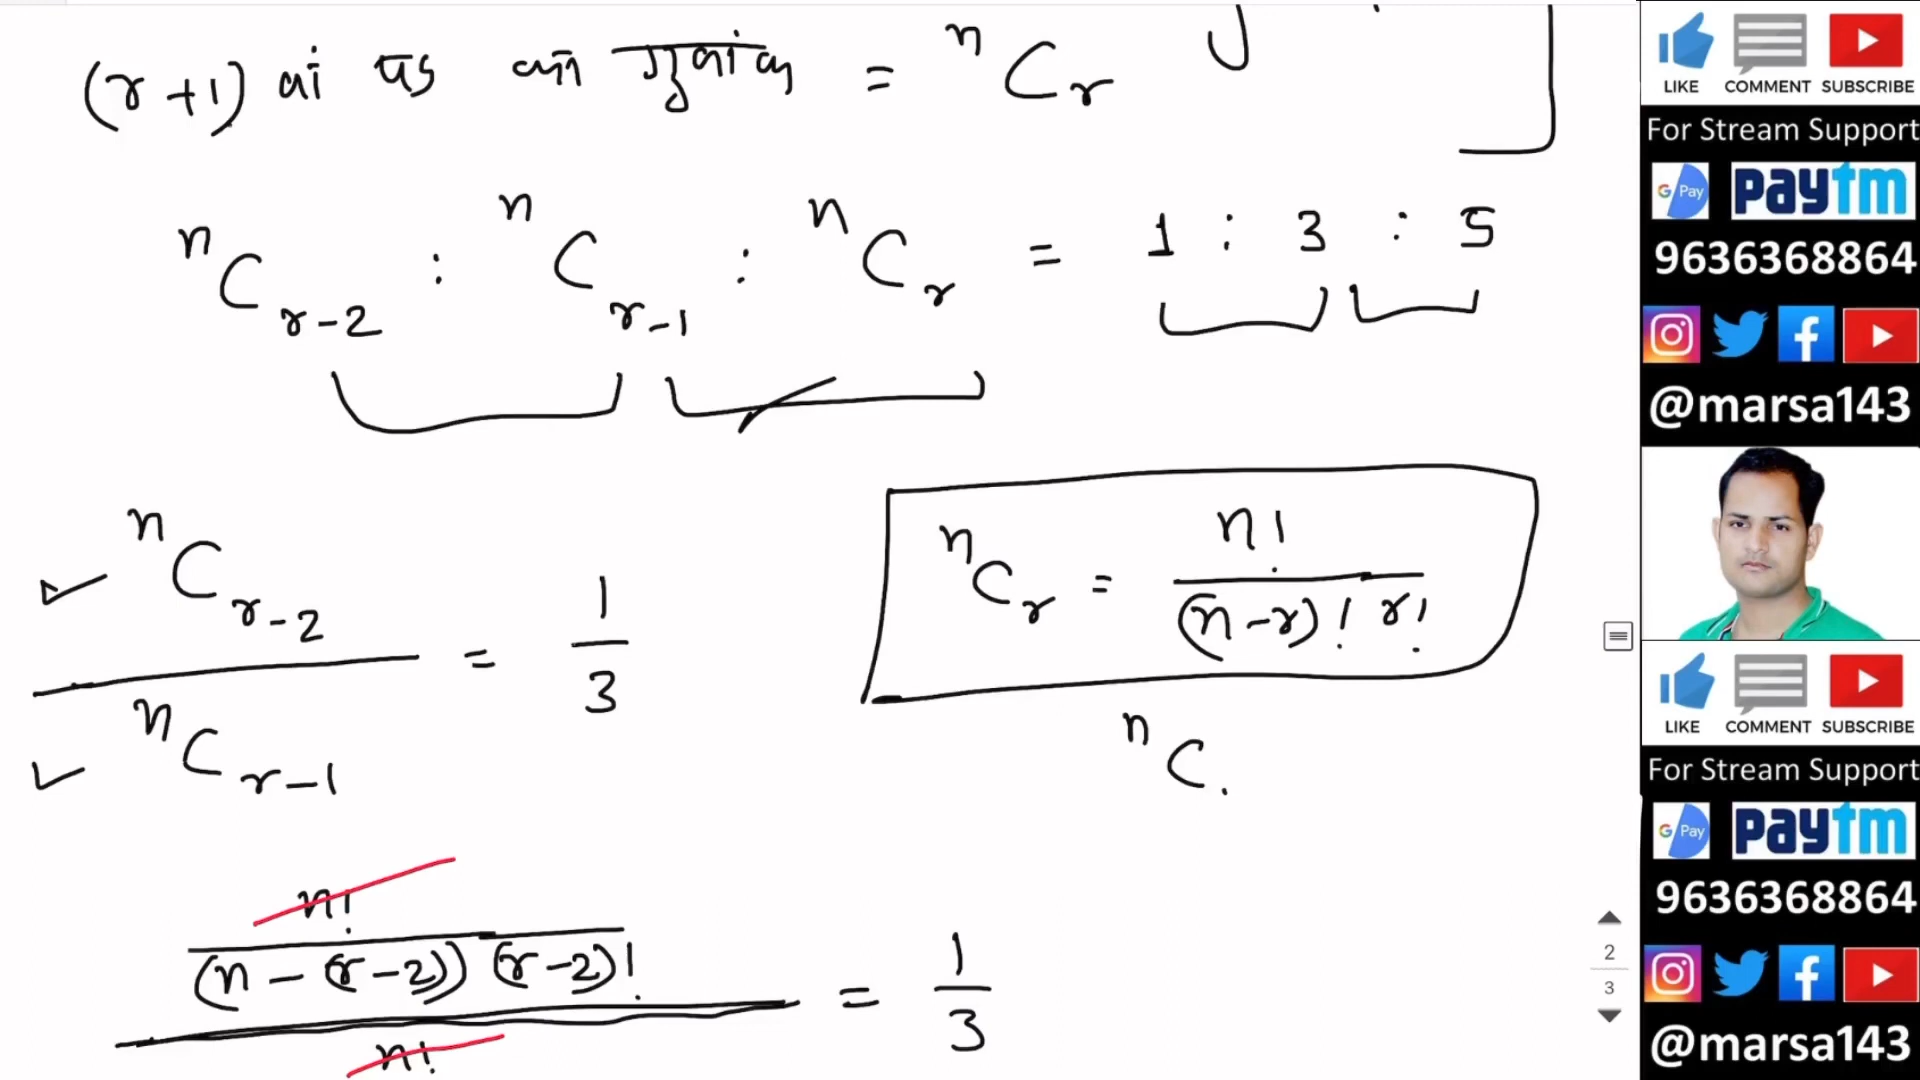 (r+1) वां पद का गुणांक = ⁿCᵣ
ⁿCᵣ₋₂ : ⁿCᵣ₋₁ : ⁿCᵣ = 1 : 3 : 5
ⁿCᵣ₋₂ / ⁿCᵣ₋₁ = 1/3
ⁿCᵣ = n! / (n-r)! r!
ⁿC.
n! / (n-(r-2)) (r-2)!
n!
= 1/3
2
3
LIKE COMMENT SUBSCRIBE
For Stream Support
G Pay paytm
9636368864
@marsa143
LIKE COMMENT SUBSCRIBE
For Stream Support
G Pay paytm
9636368864
@marsa143